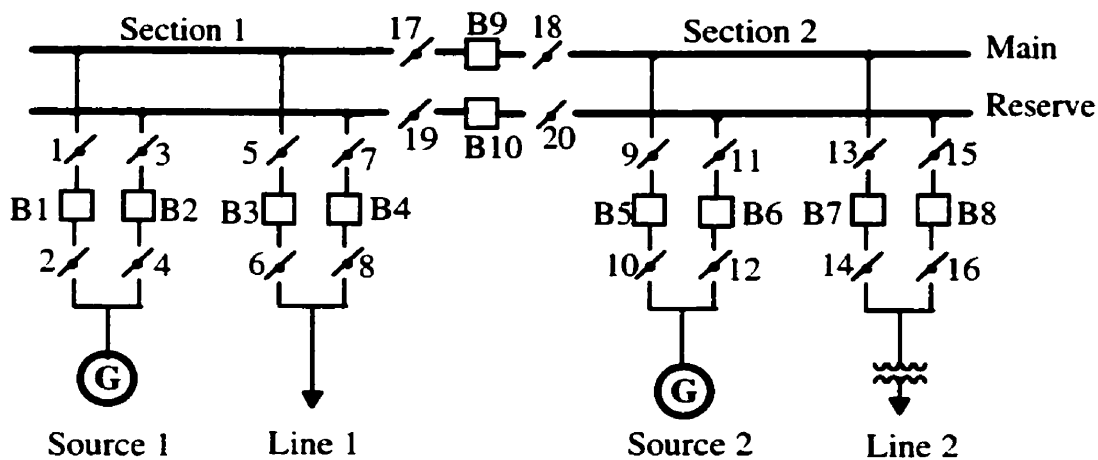 Section 1 17 B9 18 Section 2 Main
Reserve
19 B10 20
1 3 5 7 9 11 13 15
B1 B2 B3 B4 B5 B6 B7 B8
2 4 6 8 10 12 14 16
G G
Source 1 Line 1 Source 2 Line 2